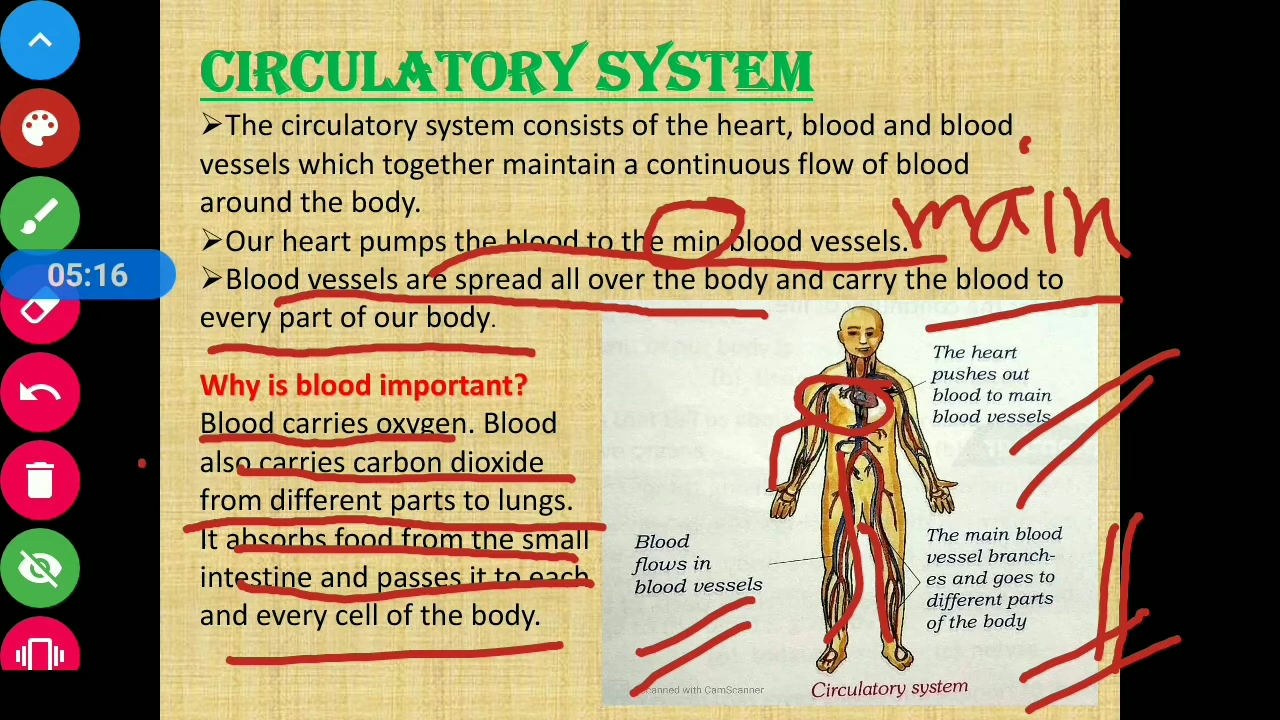 CIRCULATORY SYSTEM
➢The circulatory system consists of the heart, blood and blood
vessels which together maintain a continuous flow of blood
around the body.
main
➢Our heart pumps the blood to the min blood vessels.
➢Blood vessels are spread all over the body and carry the blood to
every part of our body.
05:16
Why is blood important?
Blood carries oxygen. Blood
also carries carbon dioxide
from different parts to lungs.
It absorbs food from the small
intestine and passes it to each
and every cell of the body.
The heart
pushes out
blood to main
blood vessels
Blood
flows in
blood vessels
The main blood
vessel branch-
es and goes to
different parts
of the body
Scanned with CamScanner
Circulatory system